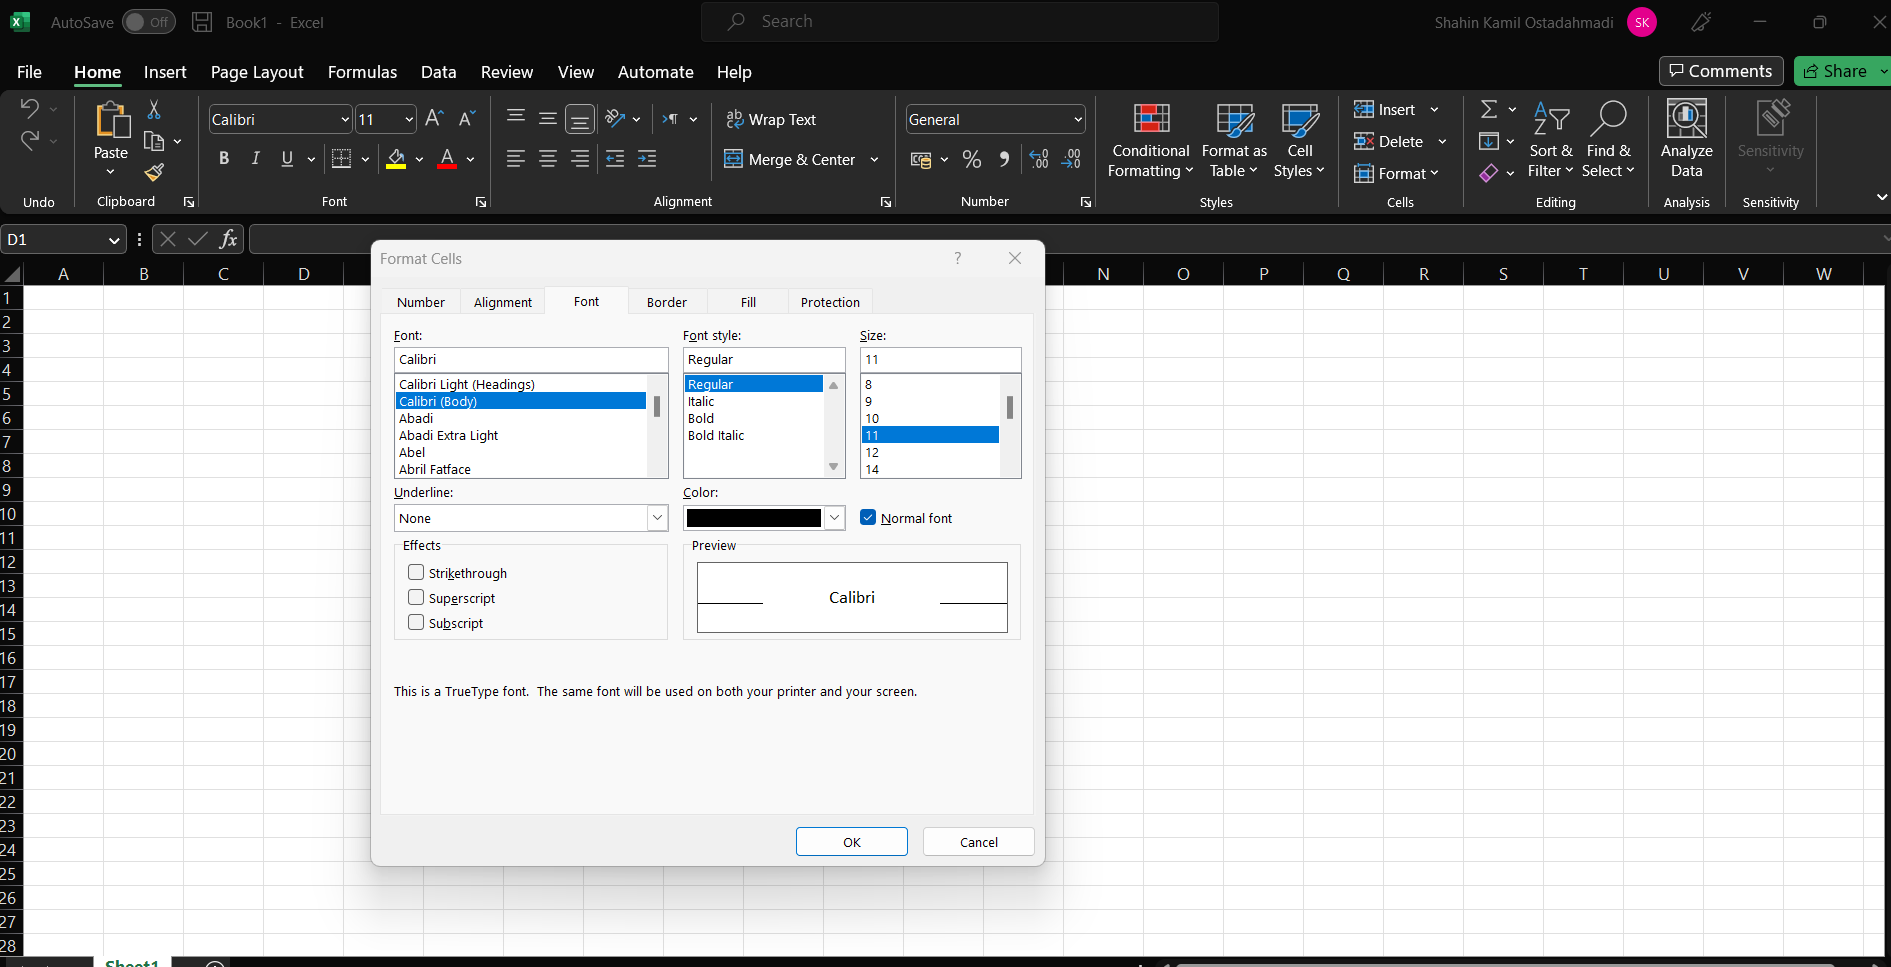 AutoSave Off Book1 - Excel Search Shahin Kamil Ostadahmadi SK
File Home Insert Page Layout Formulas Data Review View Automate Help Comments Share
Calibri 11 Wrap Text General Insert
Paste B I U A Merge & Center % Conditional Formatting Format as Table Cell Styles Delete Sort & Filter Find & Select Analyze Data Sensitivity
Format
Undo Clipboard Font Alignment Number Styles Cells Editing Analysis Sensitivity
D1 fx
A B C D N O P Q R S T U V W
1
2
3
4
5
6
7
8
9
10
11
12
13
14
15
16
17
18
19
20
21
22
23
24
25
26
27
28
Format Cells ?
Number Alignment Font Border Fill Protection
Font: Font style: Size:
Calibri Regular 11
Calibri Light (Headings) Regular 8
Calibri (Body) Italic 9
Abadi Bold 10
Abadi Extra Light Bold Italic 11
Abel 12
Abril Fatface 14
Underline: Color:
None Normal font
Effects Preview
Strikethrough
Superscript Calibri
Subscript
This is a TrueType font. The same font will be used on both your printer and your screen.
OK Cancel
Sheet1